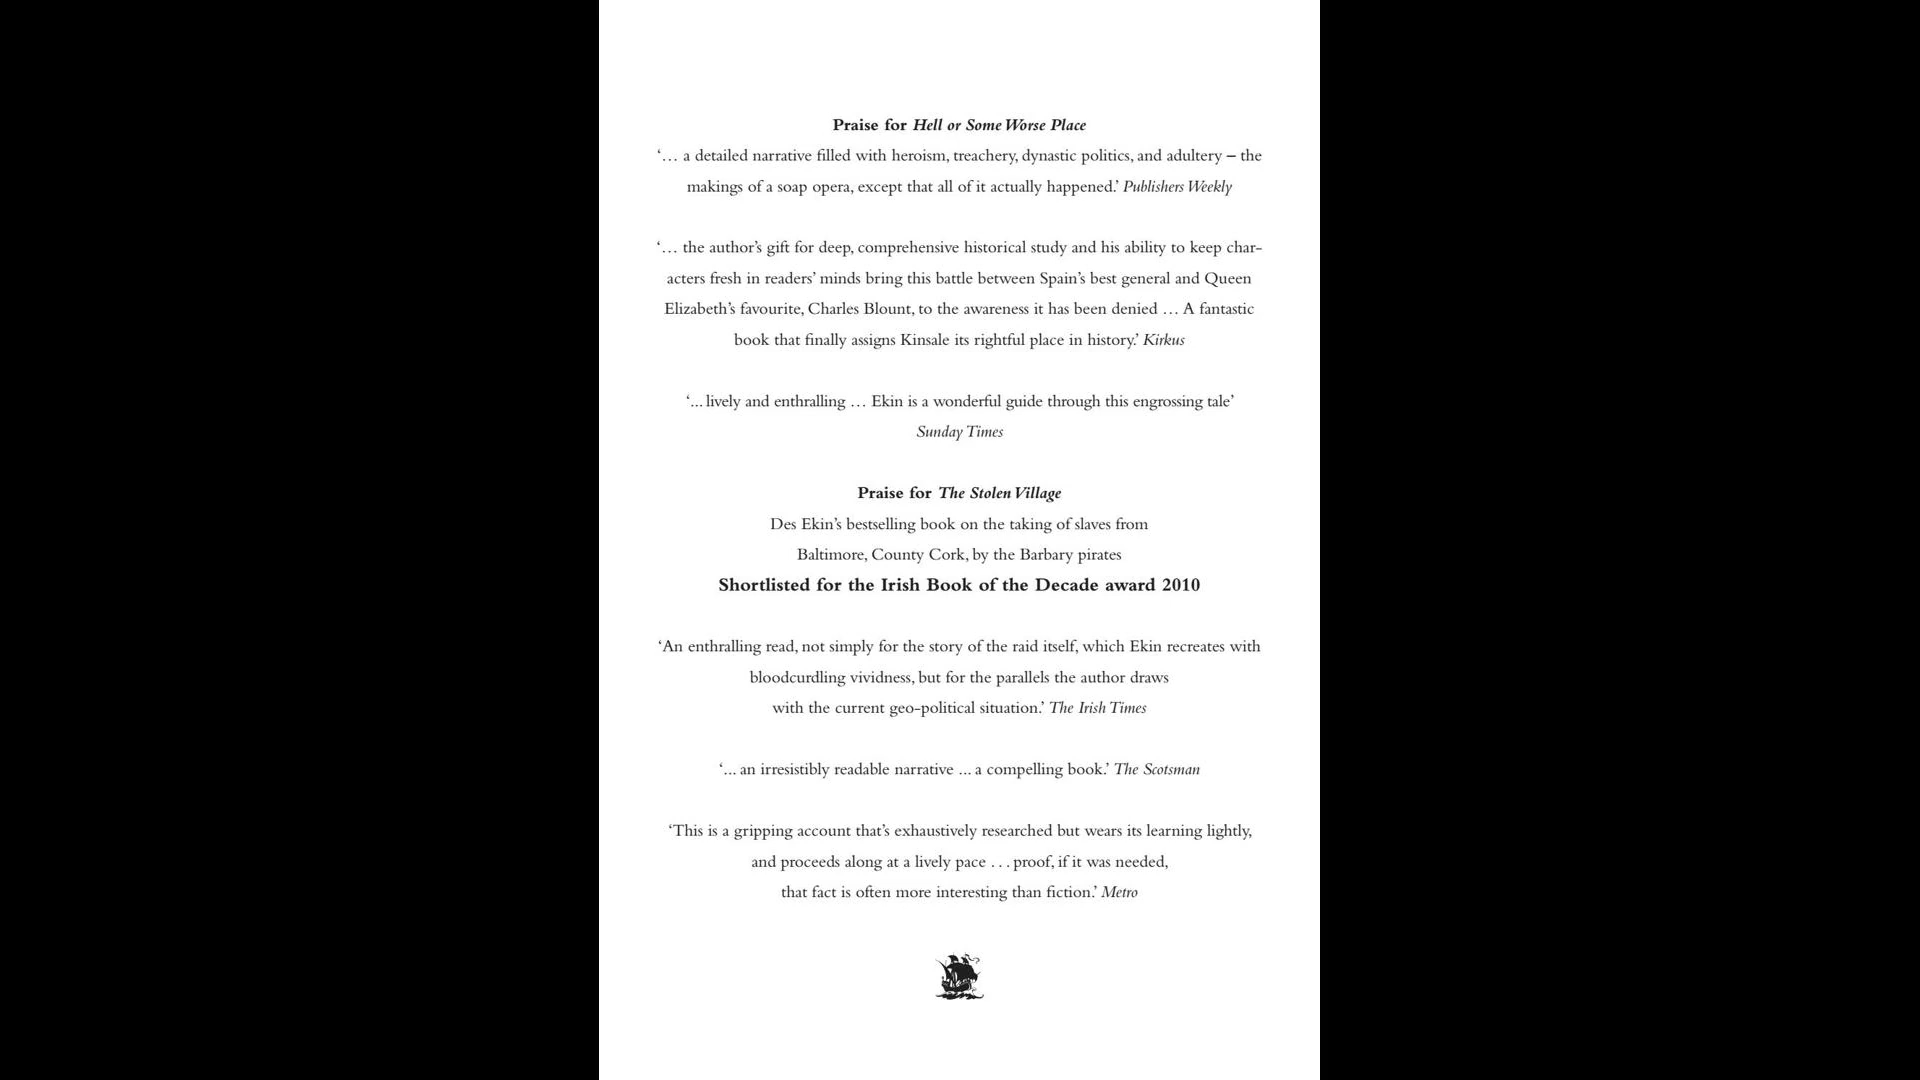 Praise for Hell or Some Worse Place
‘… a detailed narrative filled with heroism, treachery, dynastic politics, and adultery – the
makings of a soap opera, except that all of it actually happened.’ Publishers Weekly
‘… the author’s gift for deep, comprehensive historical study and his ability to keep char-
acters fresh in readers’ minds bring this battle between Spain’s best general and Queen
Elizabeth’s favourite, Charles Blount, to the awareness it has been denied … A fantastic
book that finally assigns Kinsale its rightful place in history.’ Kirkus
‘... lively and enthralling … Ekin is a wonderful guide through this engrossing tale’
Sunday Times
Praise for The Stolen Village
Des Ekin’s bestselling book on the taking of slaves from
Baltimore, County Cork, by the Barbary pirates
Shortlisted for the Irish Book of the Decade award 2010
‘An enthralling read, not simply for the story of the raid itself, which Ekin recreates with
bloodcurdling vividness, but for the parallels the author draws
with the current geo-political situation.’ The Irish Times
‘... an irresistibly readable narrative ... a compelling book.’ The Scotsman
‘This is a gripping account that’s exhaustively researched but wears its learning lightly,
and proceeds along at a lively pace . . . proof, if it was needed,
that fact is often more interesting than fiction.’ Metro